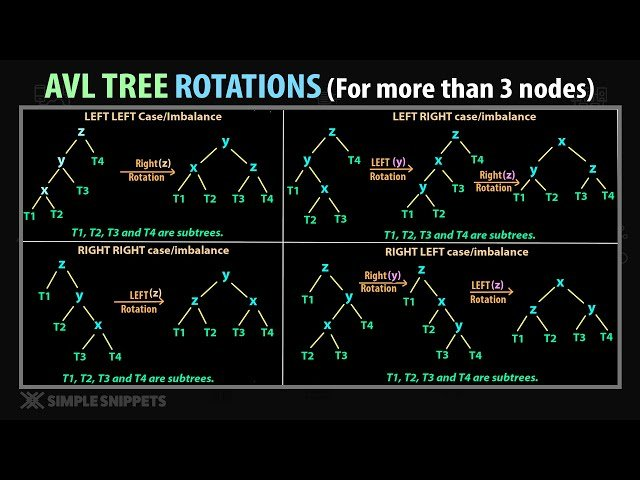 AVL TREE ROTATIONS (For more than 3 nodes)
LEFT LEFT Case/Imbalance
z
y T4
x T3
T1 T2
Right(z)
Rotation
y
x z
T1 T2 T3 T4
T1, T2, T3 and T4 are subtrees.
LEFT RIGHT case/imbalance
z
y T4
T1 x
T2 T3
LEFT (y)
Rotation
z
x T4
y T3
T1 T2
Right(z)
Rotation
x
y z
T1 T2 T3 T4
T1, T2, T3 and T4 are subtrees.
RIGHT RIGHT case/imbalance
z
T1 y
T2 x
T3 T4
LEFT (z)
Rotation
y
z x
T1 T2 T3 T4
T1, T2, T3 and T4 are subtrees.
RIGHT LEFT case/imbalance
z
T1 y
x T4
T2 T3
Right(y)
Rotation
z
T1 x
T2 y
T3 T4
LEFT(z)
Rotation
x
z y
T1 T2 T3 T4
T1, T2, T3 and T4 are subtrees.
SIMPLE SNIPPETS